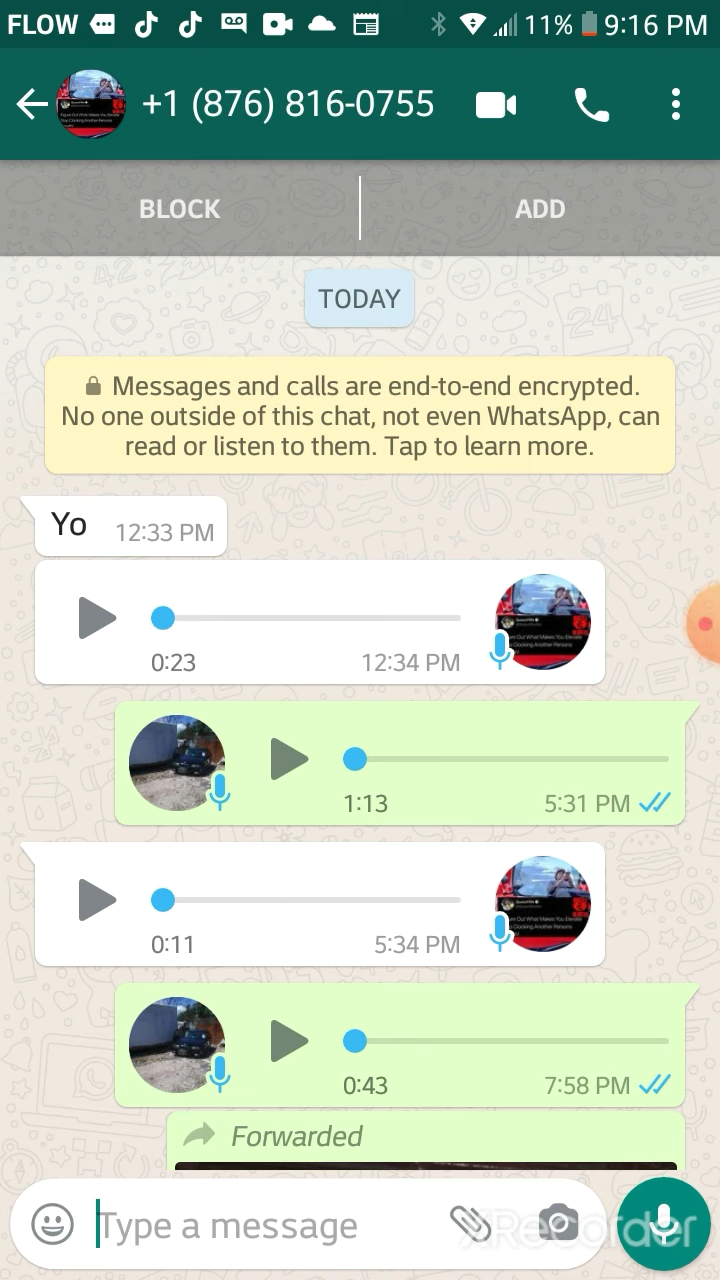 FLOW 11% 9:16 PM
+1 (876) 816-0755
BLOCK ADD
TODAY
Messages and calls are end-to-end encrypted.
No one outside of this chat, not even WhatsApp, can
read or listen to them. Tap to learn more.
Yo 12:33 PM
0:23 12:34 PM
1:13 5:31 PM
0:11 5:34 PM
0:43 7:58 PM
Forwarded
Type a message
XRecorder